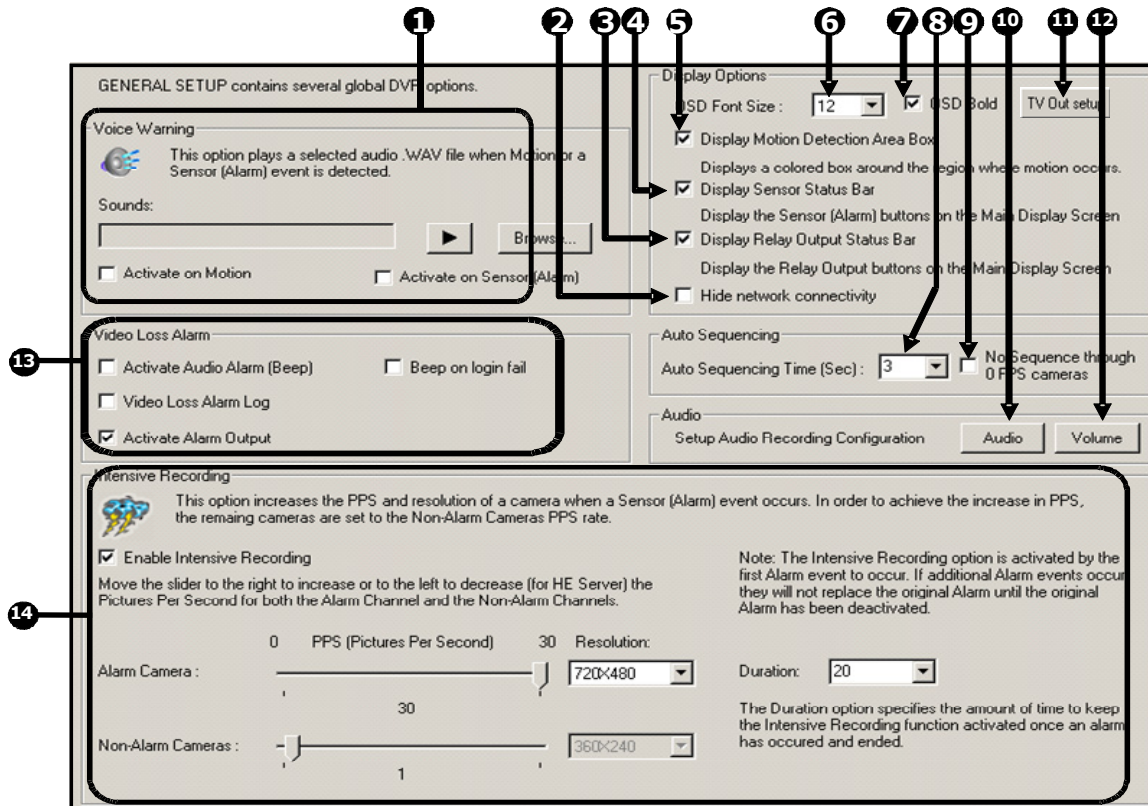 1 2 3 4 5 6 7 8 9 10 11 12
GENERAL SETUP contains several global DVR options.
Voice Warning
This option plays a selected audio .WAV file when Motion or a
Sensor (Alarm) event is detected.
Sounds:
Browse...
Activate on Motion
Activate on Sensor (Alarm)
Display Options
OSD Font Size :
12
OSD Bold
TV Out setup
Display Motion Detection Area Box
Displays a colored box around the region where motion occurs.
Display Sensor Status Bar
Display the Sensor (Alarm) buttons on the Main Display Screen
Display Relay Output Status Bar
Display the Relay Output buttons on the Main Display Screen
Hide network connectivity
13
Video Loss Alarm
Activate Audio Alarm (Beep)
Beep on login fail
Video Loss Alarm Log
Activate Alarm Output
Auto Sequencing
Auto Sequencing Time (Sec) :
3
No Sequence through
0 PPS cameras
Audio
Setup Audio Recording Configuration
Audio
Volume
14
Intensive Recording
This option increases the PPS and resolution of a camera when a Sensor (Alarm) event occurs. In order to achieve the increase in PPS,
the remaing cameras are set to the Non-Alarm Cameras PPS rate.
Enable Intensive Recording
Move the slider to the right to increase or to the left to decrease (for HE Server) the
Pictures Per Second for both the Alarm Channel and the Non-Alarm Channels.
0 PPS (Pictures Per Second) 30 Resolution:
Alarm Camera :
720X480
30
Non-Alarm Cameras :
360X240
1
Note: The Intensive Recording option is activated by the
first Alarm event to occur. If additional Alarm events occur
they will not replace the original Alarm until the original
Alarm has been deactivated.
Duration:
20
The Duration option specifies the amount of time to keep
the Intensive Recording function activated once an alarm
has occured and ended.